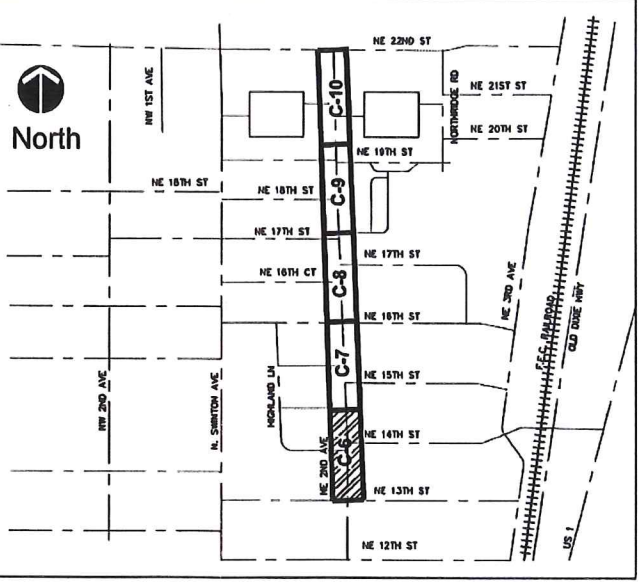 NE 22ND ST
NW 1ST AVE
NORTHRIDGE RD
NE 21ST ST
C-10
North
NE 20TH ST
NE 19TH ST
NE 18TH ST
NE 18TH ST
C-9
NE 17TH ST
NE 17TH ST
NE 16TH CT
C-8
NE 3RD AVE
F.E.C. RAILROAD
OLD DIXIE HWY
NE 16TH ST
C-7
NE 15TH ST
HIGHLAND LN
NW 2ND AVE
N. SWINTON AVE
NE 2ND AVE
C-6
NE 14TH ST
NE 13TH ST
US 1
NE 12TH ST